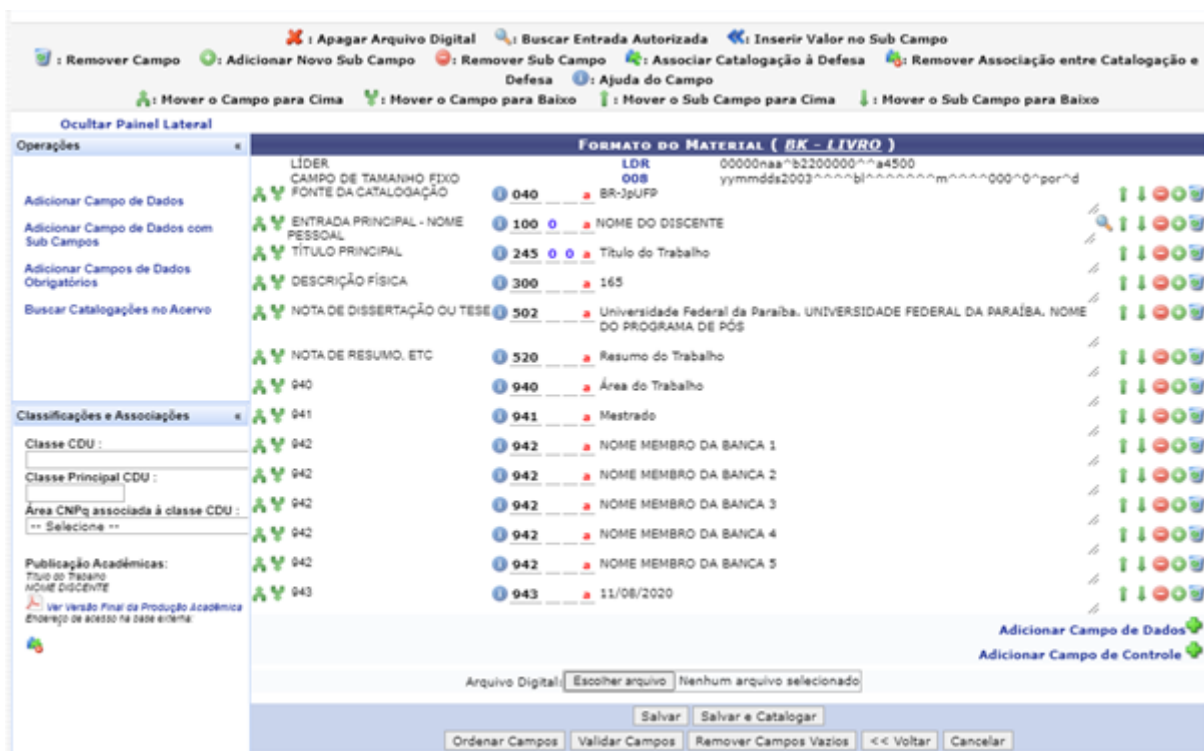 : Apagar Arquivo Digital : Buscar Entrada Autorizada : Inserir Valor no Sub Campo
: Remover Campo : Adicionar Novo Sub Campo : Remover Sub Campo : Associar Catalogação à Defesa : Remover Associação entre Catalogação e
Defesa : Ajuda do Campo
: Mover o Campo para Cima : Mover o Campo para Baixo : Mover o Sub Campo para Cima : Mover o Sub Campo para Baixo
Ocultar Painel Lateral
Operações «
Adicionar Campo de Dados
Adicionar Campo de Dados com
Sub Campos
Adicionar Campos de Dados
Obrigatórios
Buscar Catalogações no Acervo
Classificações e Associações «
Classe CDU :
Classe Principal CDU :
Área CNPq associada à classe CDU :
-- Selecione --
Publicação Acadêmicas:
Título do Trabalho
NOME DISCENTE
Ver Versão Final da Produção Acadêmica
Endereço de acesso na base externa:
FORMATO DO MATERIAL ( BK - LIVRO )
LÍDER LDR 00000naa^b2200000^^a4500
CAMPO DE TAMANHO FIXO 008 yymmdds2003^^^^bl^^^^^^^m^^^^000^0^por^d
FONTE DA CATALOGAÇÃO 040 a BR-JpUFP
ENTRADA PRINCIPAL - NOME
PESSOAL 100 0 a NOME DO DISCENTE
TÍTULO PRINCIPAL 245 0 0 a Título do Trabalho
DESCRIÇÃO FÍSICA 300 a 165
NOTA DE DISSERTAÇÃO OU TESE 502 a Universidade Federal da Paraíba. UNIVERSIDADE FEDERAL DA PARAÍBA. NOME
DO PROGRAMA DE PÓS
NOTA DE RESUMO, ETC 520 a Resumo do Trabalho
940 940 a Área do Trabalho
941 941 a Mestrado
942 942 a NOME MEMBRO DA BANCA 1
942 942 a NOME MEMBRO DA BANCA 2
942 942 a NOME MEMBRO DA BANCA 3
942 942 a NOME MEMBRO DA BANCA 4
942 942 a NOME MEMBRO DA BANCA 5
943 943 a 11/08/2020
Adicionar Campo de Dados
Adicionar Campo de Controle
Arquivo Digital: Escolher arquivo Nenhum arquivo selecionado
Salvar Salvar e Catalogar
Ordenar Campos Validar Campos Remover Campos Vazios << Voltar Cancelar